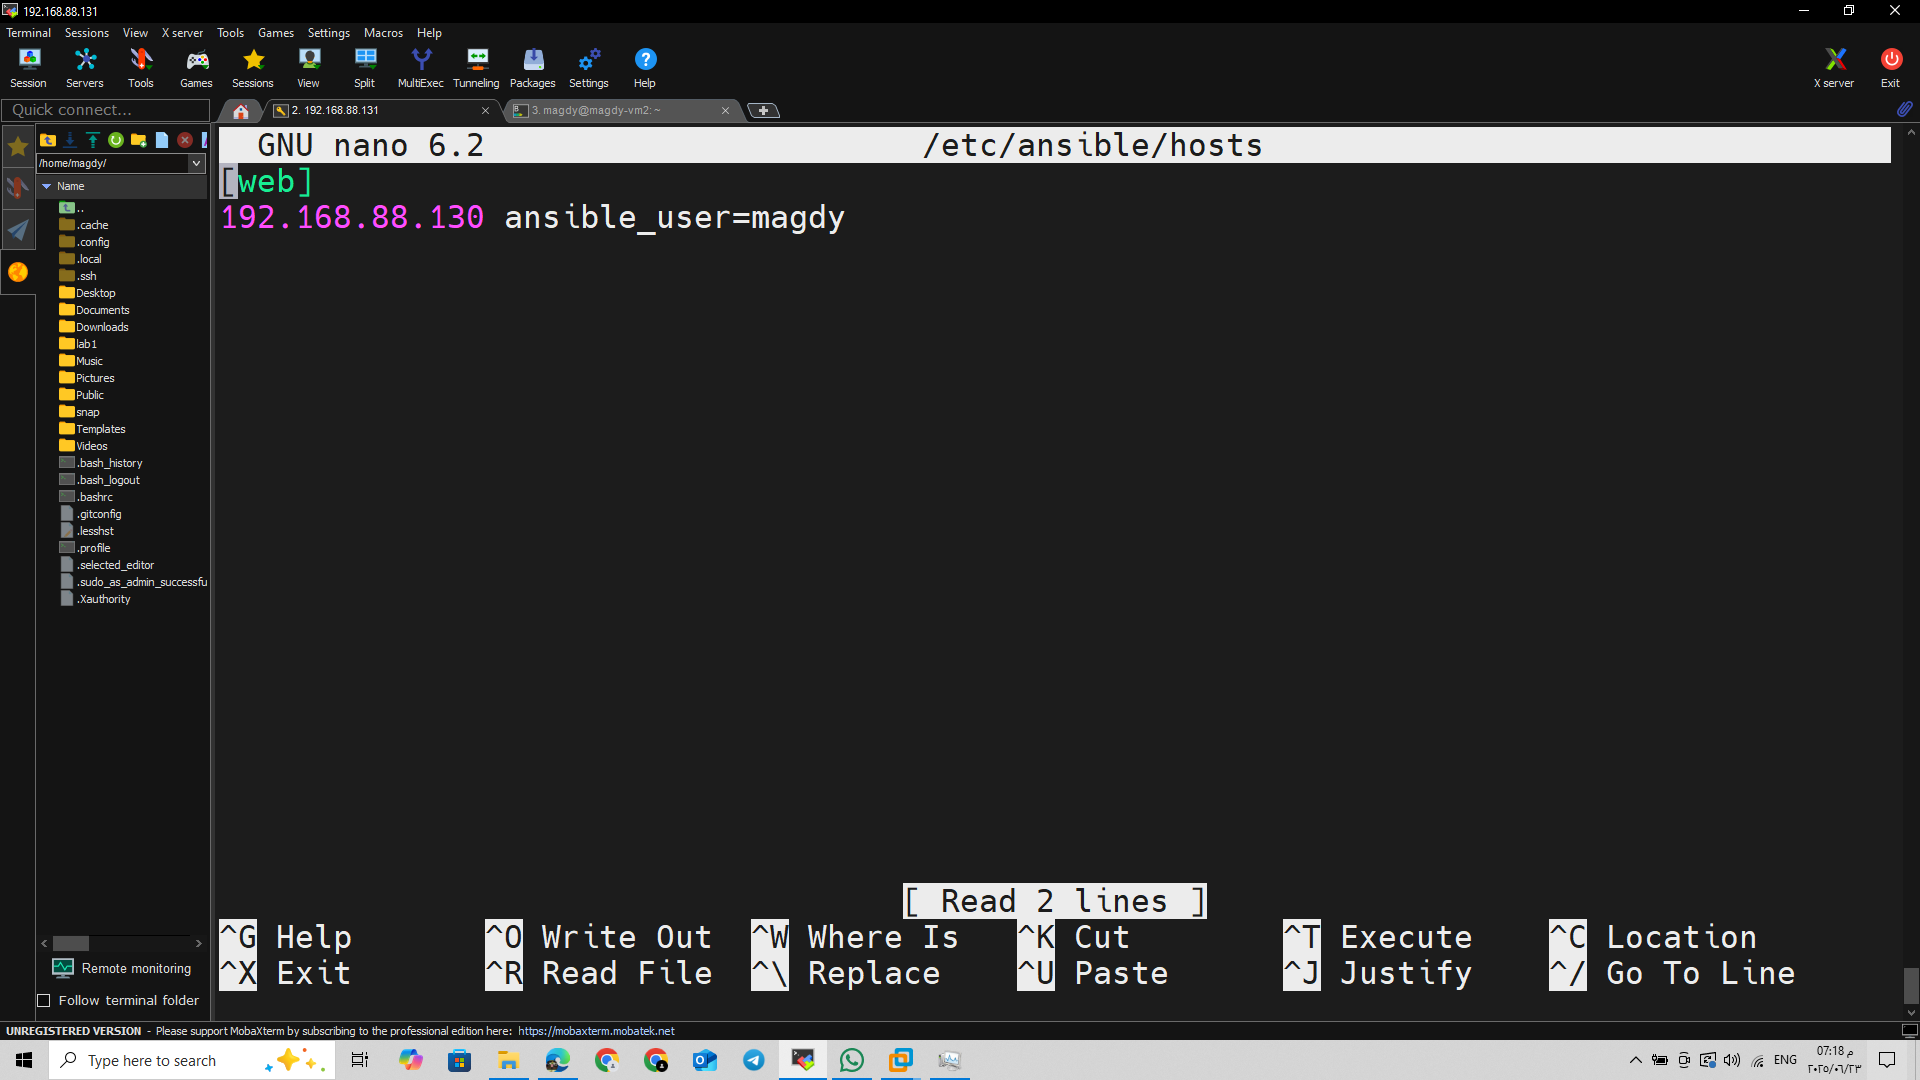 192.168.88.131
Terminal Sessions View X server Tools Games Settings Macros Help
Session Servers Tools Games Sessions View Split MultiExec Tunneling Packages Settings Help X server Exit
Quick connect...
2. 192.168.88.131
3. magdy@magdy-vm2: ~
/home/magdy/
Name
..
.cache
.config
.local
.ssh
Desktop
Documents
Downloads
lab1
Music
Pictures
Public
snap
Templates
Videos
.bash_history
.bash_logout
.bashrc
.gitconfig
.lesshst
.profile
.selected_editor
.sudo_as_admin_successfu
.Xauthority
Remote monitoring
Follow terminal folder
GNU nano 6.2 /etc/ansible/hosts
[web]
192.168.88.130 ansible_user=magdy
[ Read 2 lines ]
^G Help ^O Write Out ^W Where Is ^K Cut ^T Execute ^C Location
^X Exit ^R Read File ^\ Replace ^U Paste ^J Justify ^/ Go To Line
UNREGISTERED VERSION - Please support MobaXterm by subscribing to the professional edition here: https://mobaxterm.mobatek.net
Type here to search
ENG
07:18 م
٢٠٢٥/٠٦/٢٣